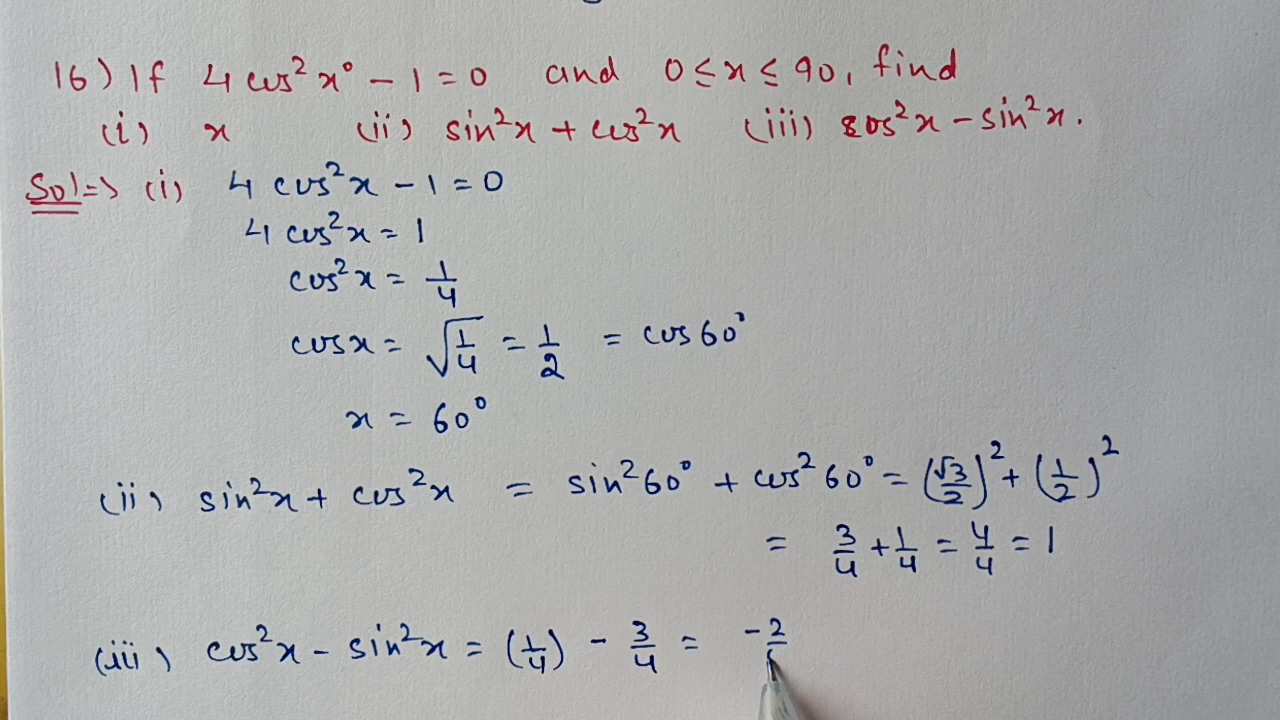 16) If 4 cos²x° - 1 = 0 and 0 ≤ x ≤ 90, find
(i) x (ii) sin²x + cos²x (iii) cos²x - sin²x.
Sol => (i) 4 cos²x - 1 = 0
4 cos²x = 1
cos²x = 1/4
cosx = √(1/4) = 1/2 = cos 60°
x = 60°
(ii) sin²x + cos²x = sin²60° + cos²60° = (√3/2)² + (1/2)²
= 3/4 + 1/4 = 4/4 = 1
(iii) cos²x - sin²x = (1/4) - 3/4 = -2/